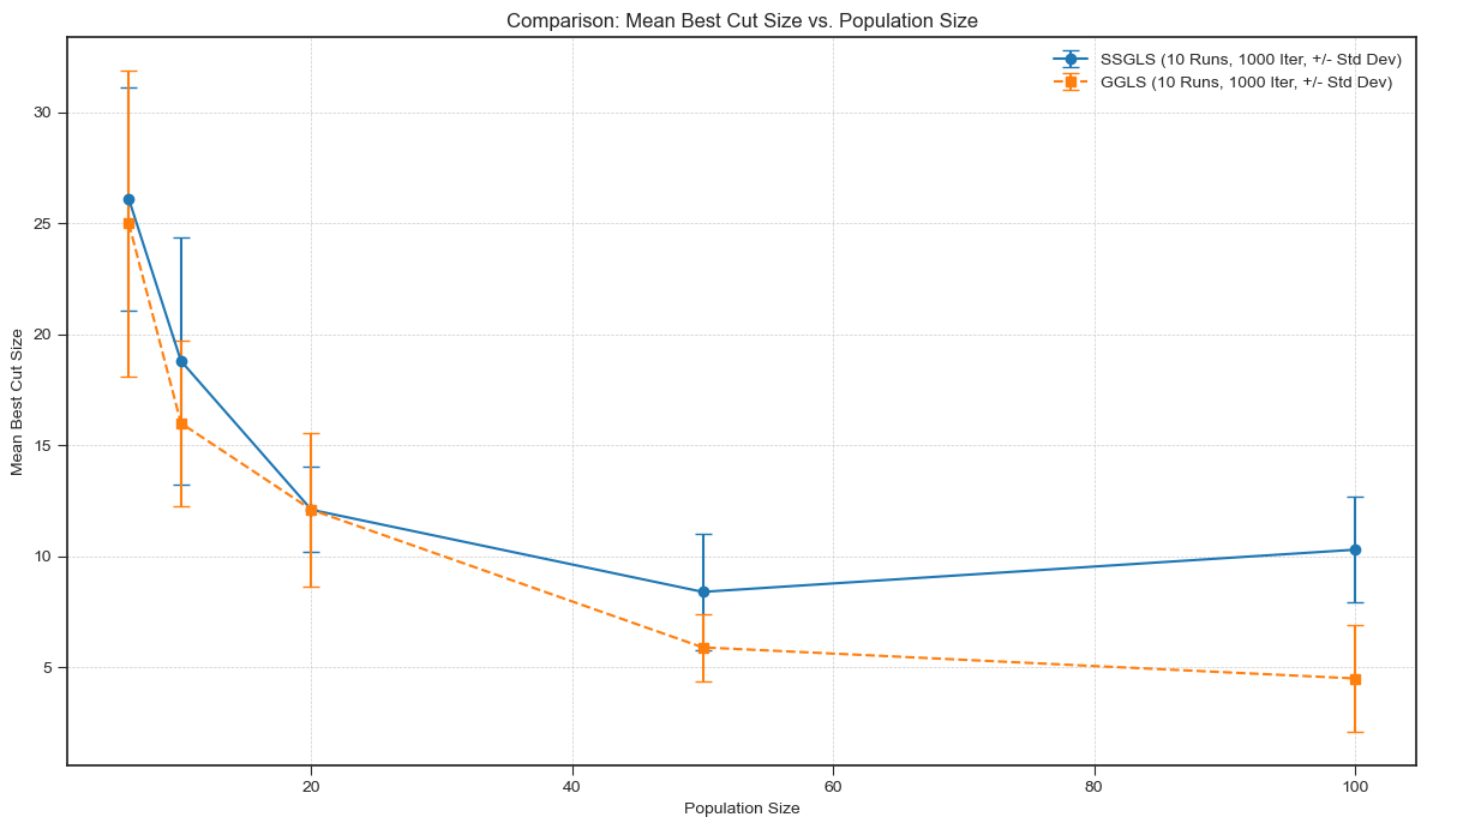 Comparison: Mean Best Cut Size vs. Population Size
SSGLS (10 Runs, 1000 Iter, +/- Std Dev)
GGLS (10 Runs, 1000 Iter, +/- Std Dev)
Mean Best Cut Size
30
25
20
15
10
5
20
40
60
80
100
Population Size